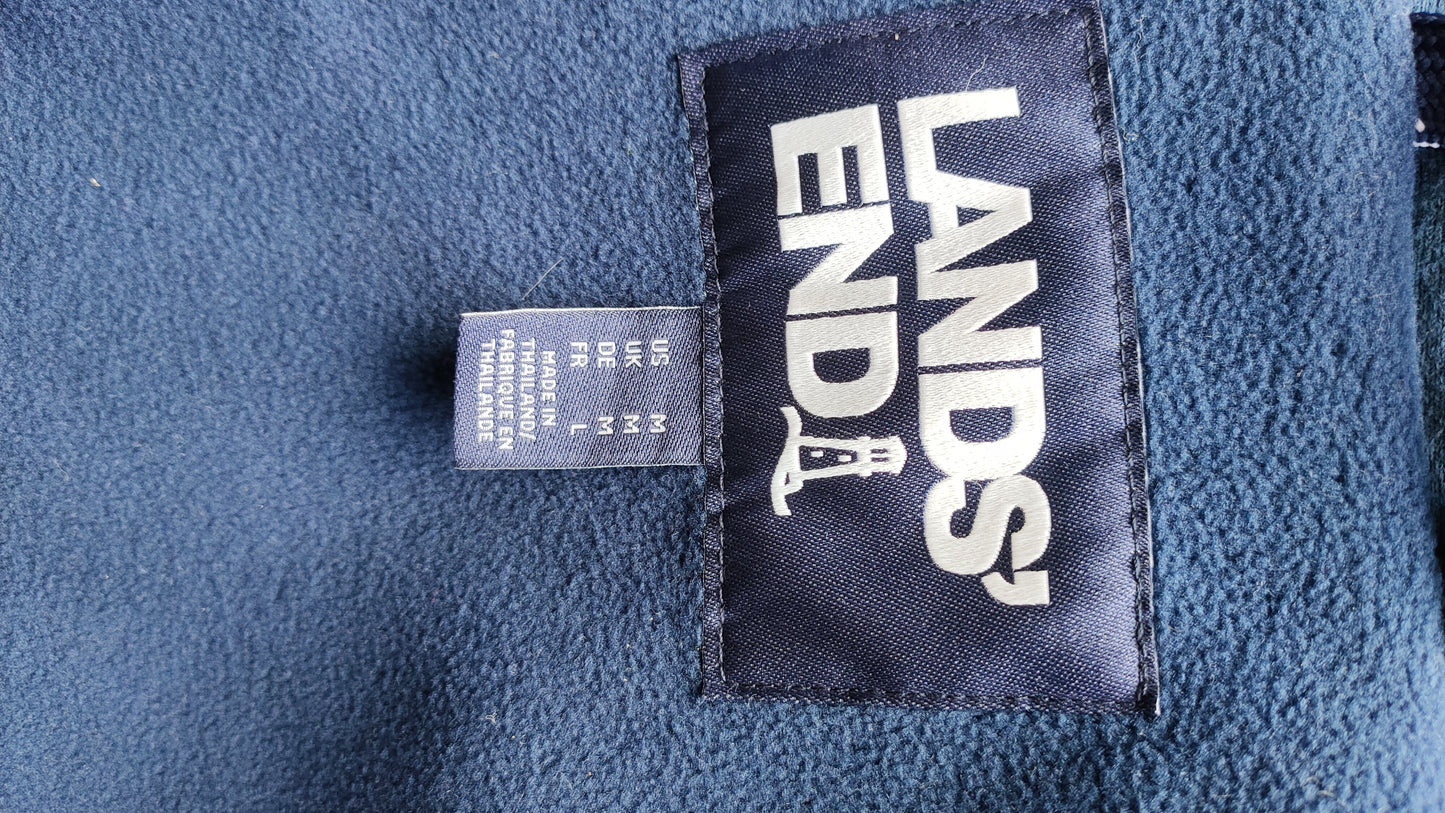 LANDS'
END
US M
UK M
DE M
FR L
MADE IN
THAILAND/
FABRIQUE EN
THAILANDE